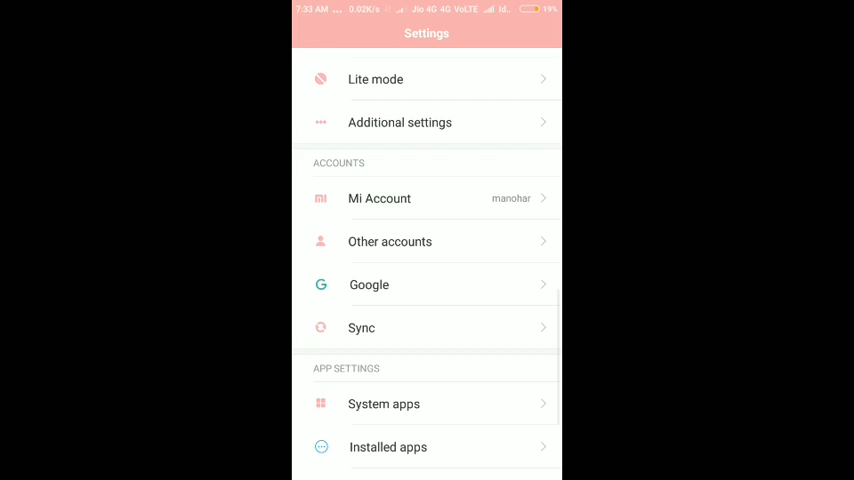 7:33 AM ... 0.02K/s Jio 4G 4G VoLTE Id.. 19%
Settings
Lite mode
Additional settings
ACCOUNTS
Mi Account manohar
Other accounts
Google
Sync
APP SETTINGS
System apps
Installed apps